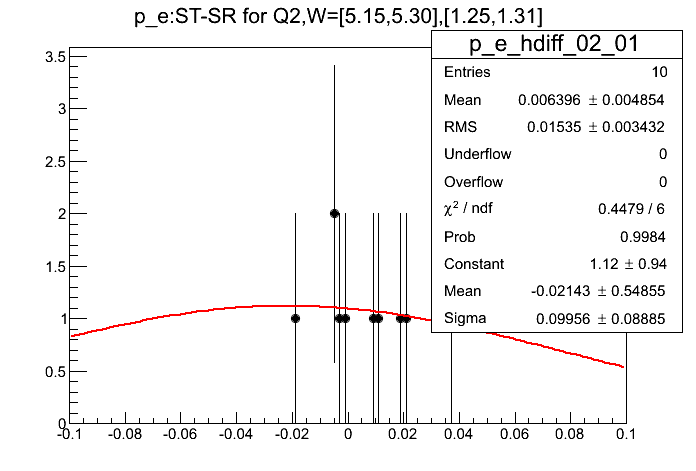 p_e:ST-SR for Q2,W=[5.15,5.30],[1.25,1.31]
p_e_hdiff_02_01
Entries 10
Mean 0.006396 ± 0.004854
RMS 0.01535 ± 0.003432
Underflow 0
Overflow 0
χ² / ndf 0.4479 / 6
Prob 0.9984
Constant 1.12 ± 0.94
Mean -0.02143 ± 0.54855
Sigma 0.09956 ± 0.08885
3.5
3
2.5
2
1.5
1
0.5
0
-0.1 -0.08 -0.06 -0.04 -0.02 0 0.02 0.04 0.06 0.08 0.1